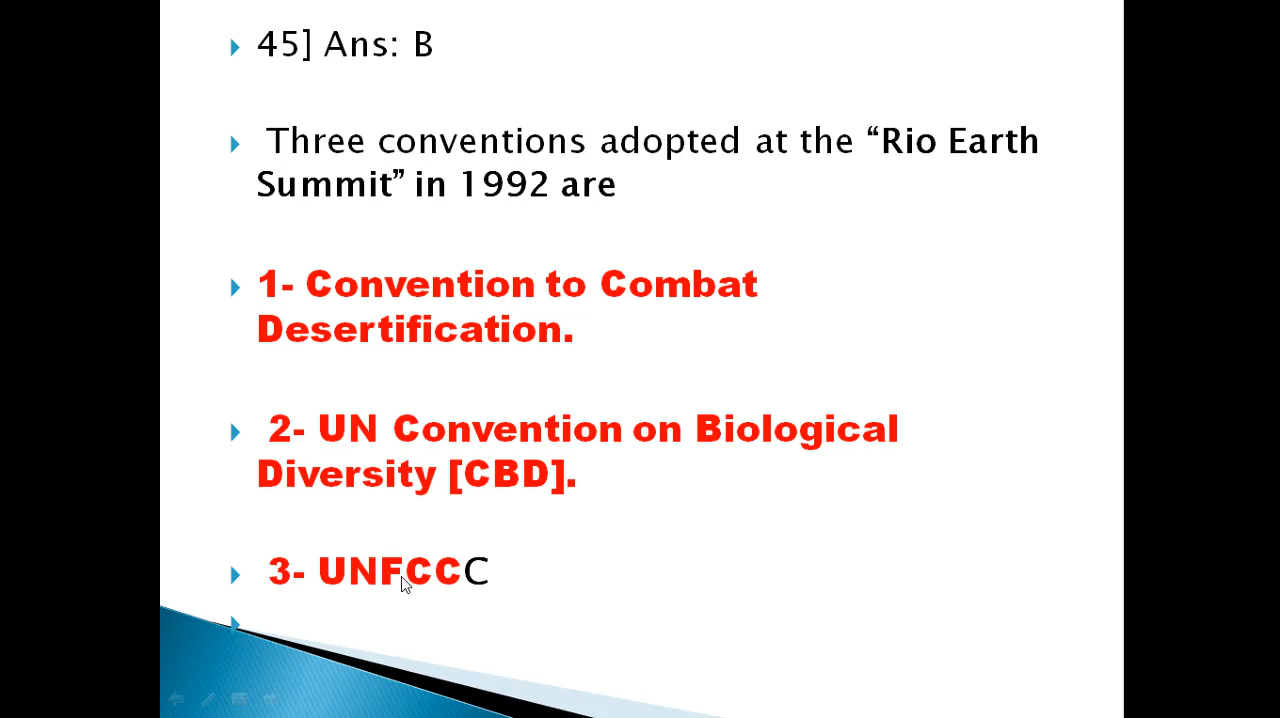 45] Ans: B
Three conventions adopted at the “Rio Earth
Summit” in 1992 are
1- Convention to Combat
Desertification.
2- UN Convention on Biological
Diversity [CBD].
3- UNFCCC